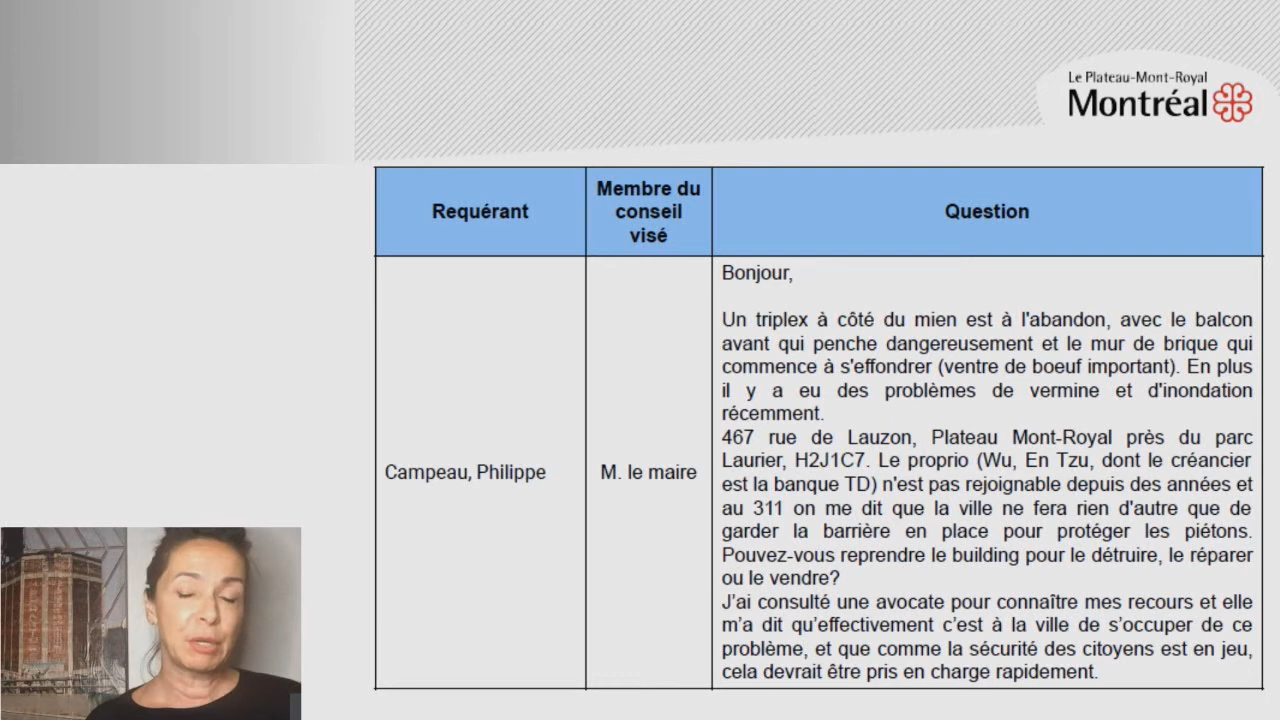 Le Plateau-Mont-Royal
Montréal
Requérant
Membre du
conseil
visé
Question
Campeau, Philippe
M. le maire
Bonjour,
Un triplex à côté du mien est à l'abandon, avec le balcon
avant qui penche dangereusement et le mur de brique qui
commence à s'effondrer (ventre de boeuf important). En plus
il y a eu des problèmes de vermine et d'inondation
récemment.
467 rue de Lauzon, Plateau Mont-Royal près du parc
Laurier, H2J1C7. Le proprio (Wu, En Tzu, dont le créancier
est la banque TD) n'est pas rejoignable depuis des années et
au 311 on me dit que la ville ne fera rien d'autre que de
garder la barrière en place pour protéger les piétons.
Pouvez-vous reprendre le building pour le détruire, le réparer
ou le vendre?
J’ai consulté une avocate pour connaître mes recours et elle
m’a dit qu’effectivement c’est à la ville de s’occuper de ce
problème, et que comme la sécurité des citoyens est en jeu,
cela devrait être pris en charge rapidement.